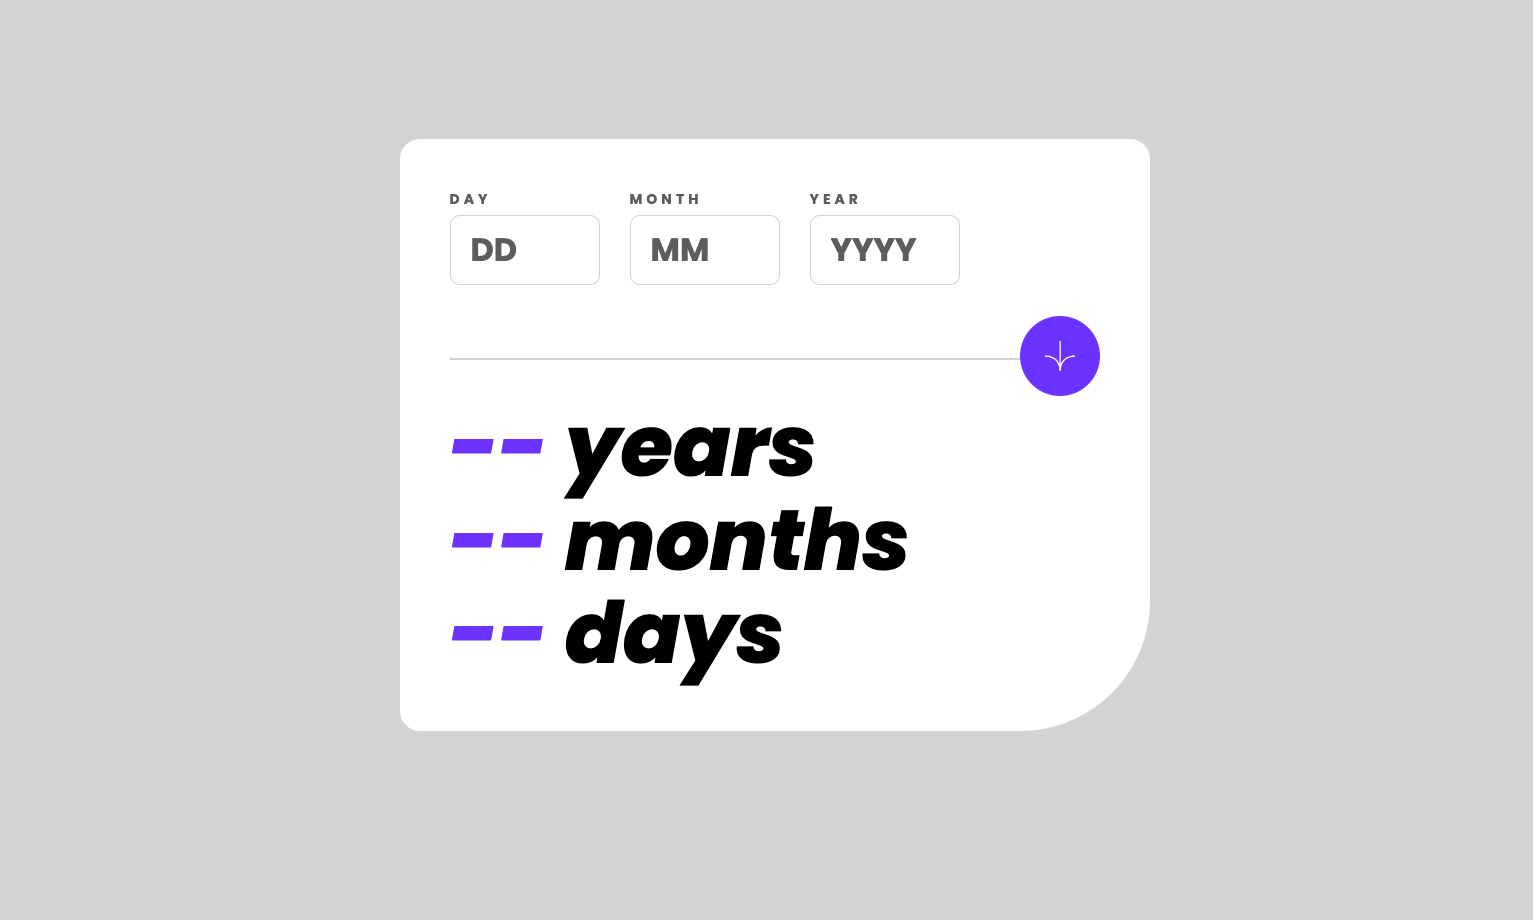 DAY MONTH YEAR
DD MM YYYY
-- years
-- months
-- days